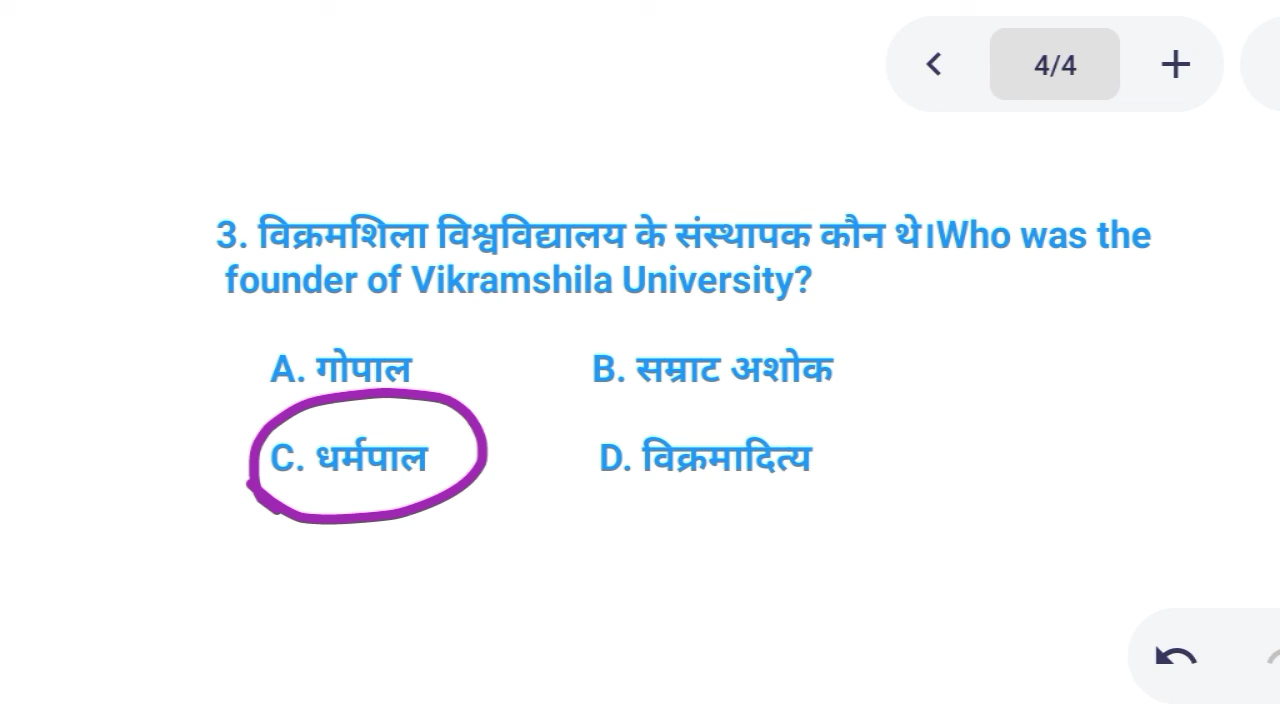 4/4
3. विक्रमशिला विश्वविद्यालय के संस्थापक कौन थे।Who was the
founder of Vikramshila University?
A. गोपाल B. सम्राट अशोक
C. धर्मपाल D. विक्रमादित्य